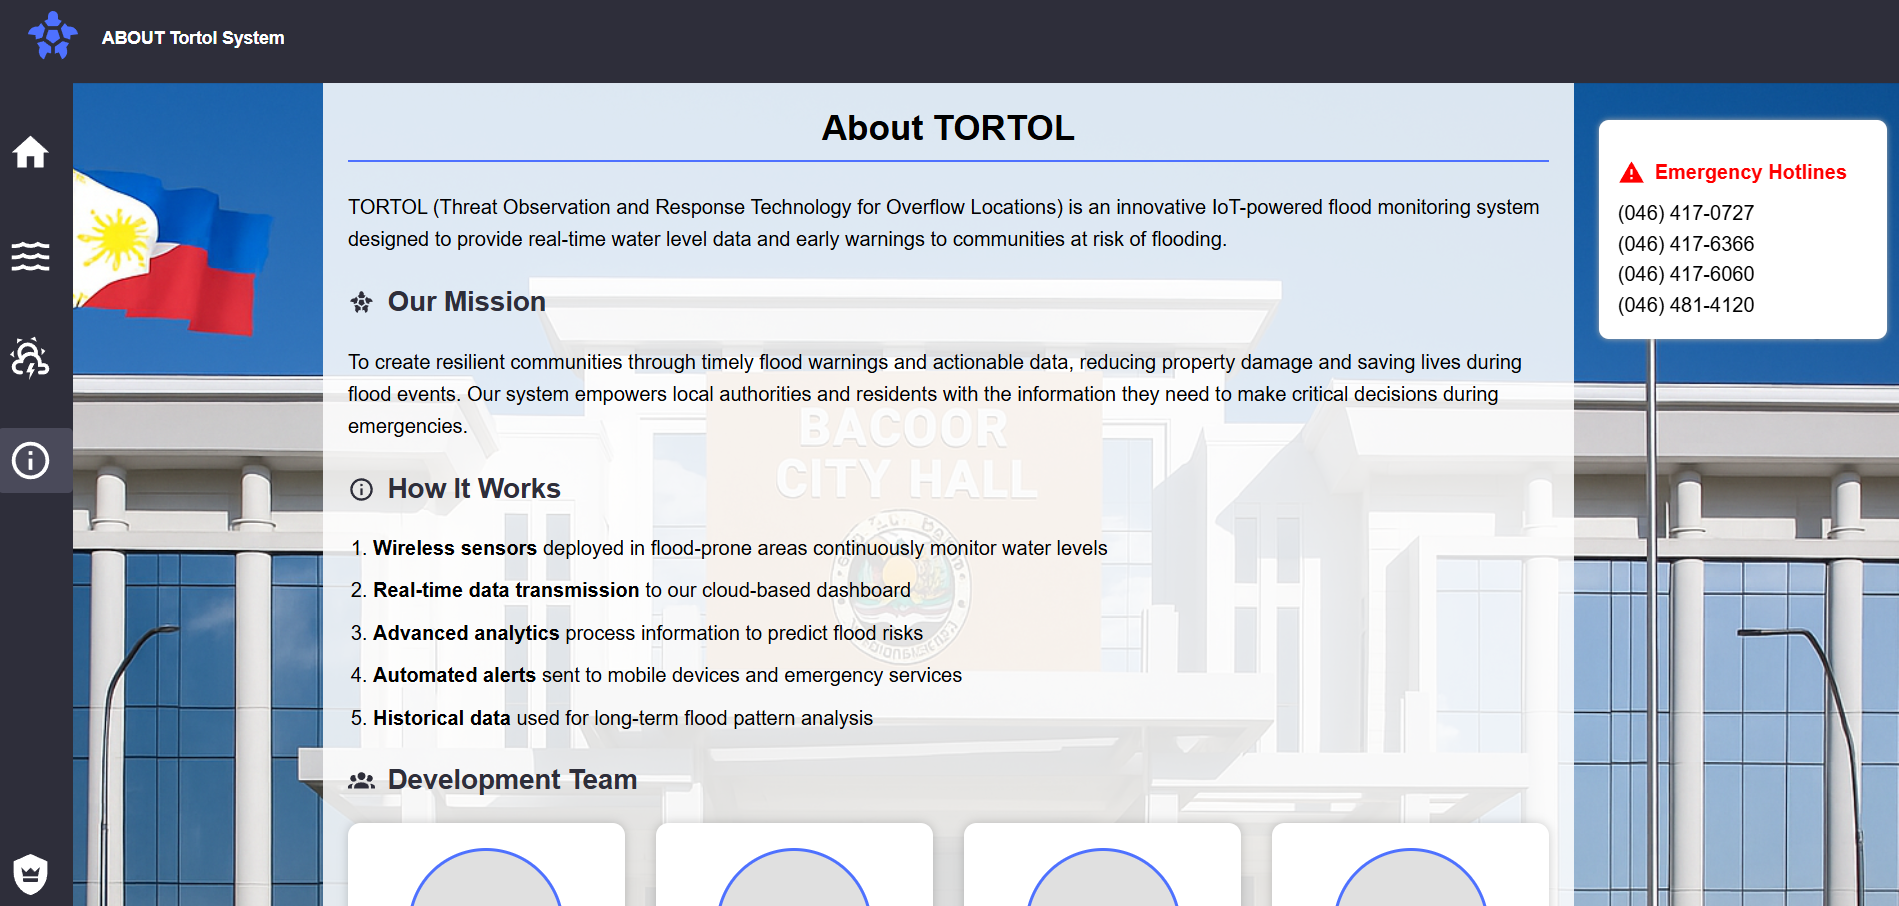 ABOUT Tortol System
About TORTOL
TORTOL (Threat Observation and Response Technology for Overflow Locations) is an innovative IoT-powered flood monitoring system
designed to provide real-time water level data and early warnings to communities at risk of flooding.
Our Mission
To create resilient communities through timely flood warnings and actionable data, reducing property damage and saving lives during
flood events. Our system empowers local authorities and residents with the information they need to make critical decisions during
emergencies.
BACOOR
CITY HALL
How It Works
1. Wireless sensors deployed in flood-prone areas continuously monitor water levels
2. Real-time data transmission to our cloud-based dashboard
3. Advanced analytics process information to predict flood risks
4. Automated alerts sent to mobile devices and emergency services
5. Historical data used for long-term flood pattern analysis
Development Team
Emergency Hotlines
(046) 417-0727
(046) 417-6366
(046) 417-6060
(046) 481-4120